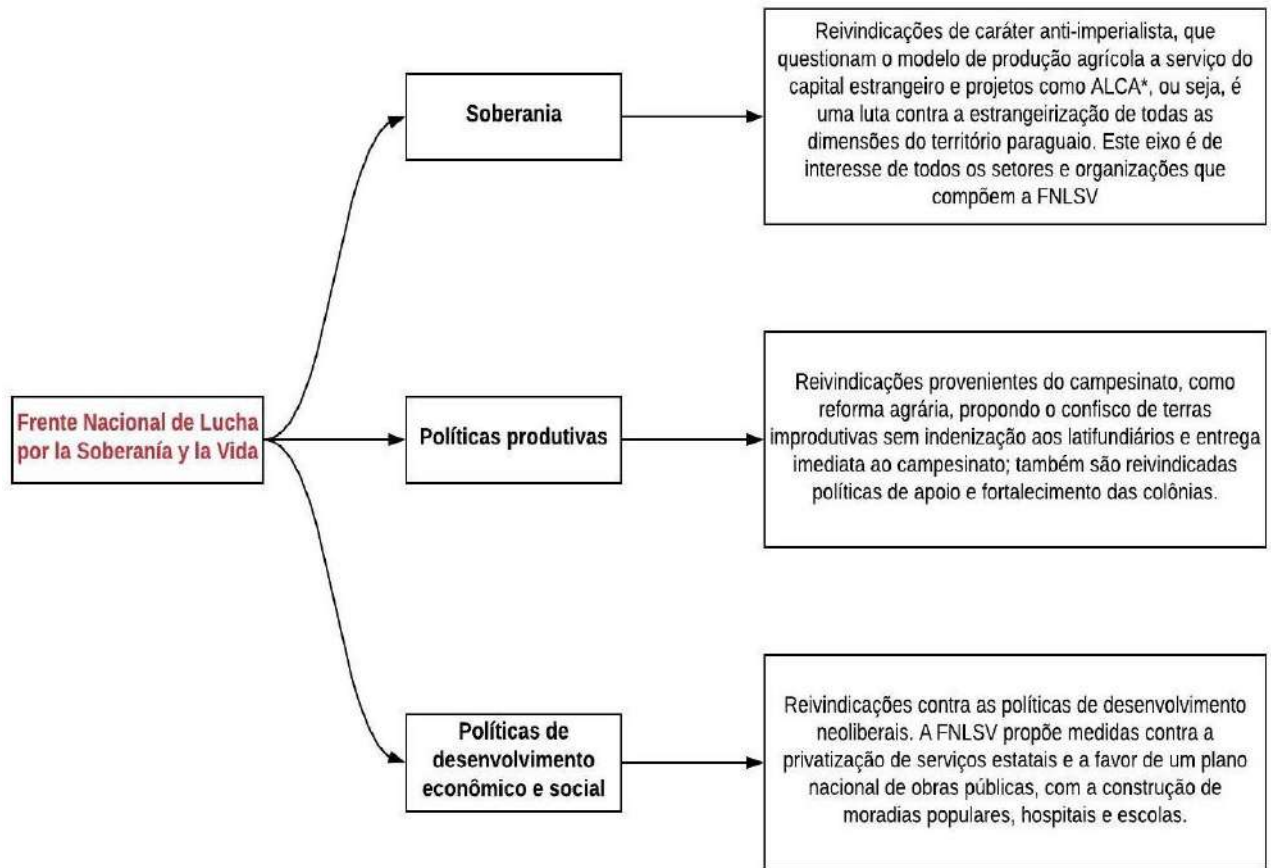 Frente Nacional de Lucha
por la Soberanía y la Vida
Soberania
Reivindicações de caráter anti-imperialista, que
questionam o modelo de produção agrícola a serviço do
capital estrangeiro e projetos como ALCA*, ou seja, é
uma luta contra a estrangeirização de todas as
dimensões do território paraguaio. Este eixo é de
interesse de todos os setores e organizações que
compõem a FNLSV
Políticas produtivas
Reivindicações provenientes do campesinato, como
reforma agrária, propondo o confisco de terras
improdutivas sem indenização aos latifundiários e entrega
imediata ao campesinato; também são reivindicadas
políticas de apoio e fortalecimento das colônias.
Políticas de
desenvolvimento
econômico e social
Reivindicações contra as políticas de desenvolvimento
neoliberais. A FNLSV propõe medidas contra a
privatização de serviços estatais e a favor de um plano
nacional de obras públicas, com a construção de
moradias populares, hospitais e escolas.